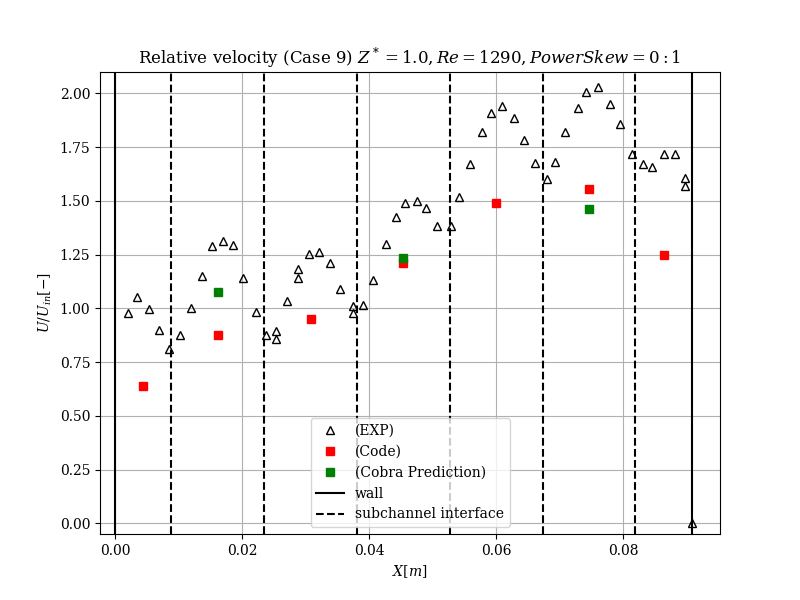 Relative velocity (Case 9) Z* = 1.0, Re = 1290, PowerSkew = 0 : 1
2.00
1.75
1.50
1.25
1.00
0.75
0.50
0.25
0.00
U/Uin[−]
(EXP)
(Code)
(Cobra Prediction)
wall
subchannel interface
0.00 0.02 0.04 0.06 0.08
X[m]